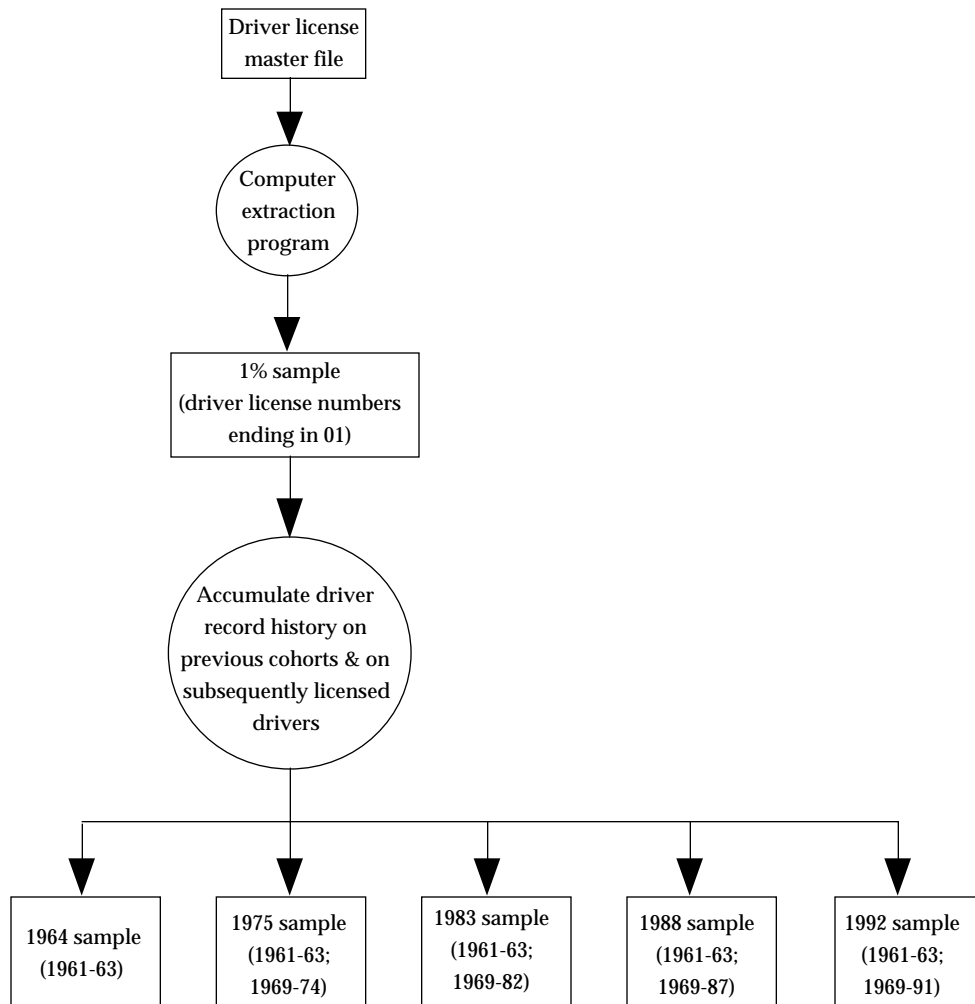 Driver license
master file
Computer
extraction
program
1% sample
(driver license numbers
ending in 01)
Accumulate driver
record history on
previous cohorts & on
subsequently licensed
drivers
1964 sample
(1961-63)
1975 sample
(1961-63;
1969-74)
1983 sample
(1961-63;
1969-82)
1988 sample
(1961-63;
1969-87)
1992 sample
(1961-63;
1969-91)